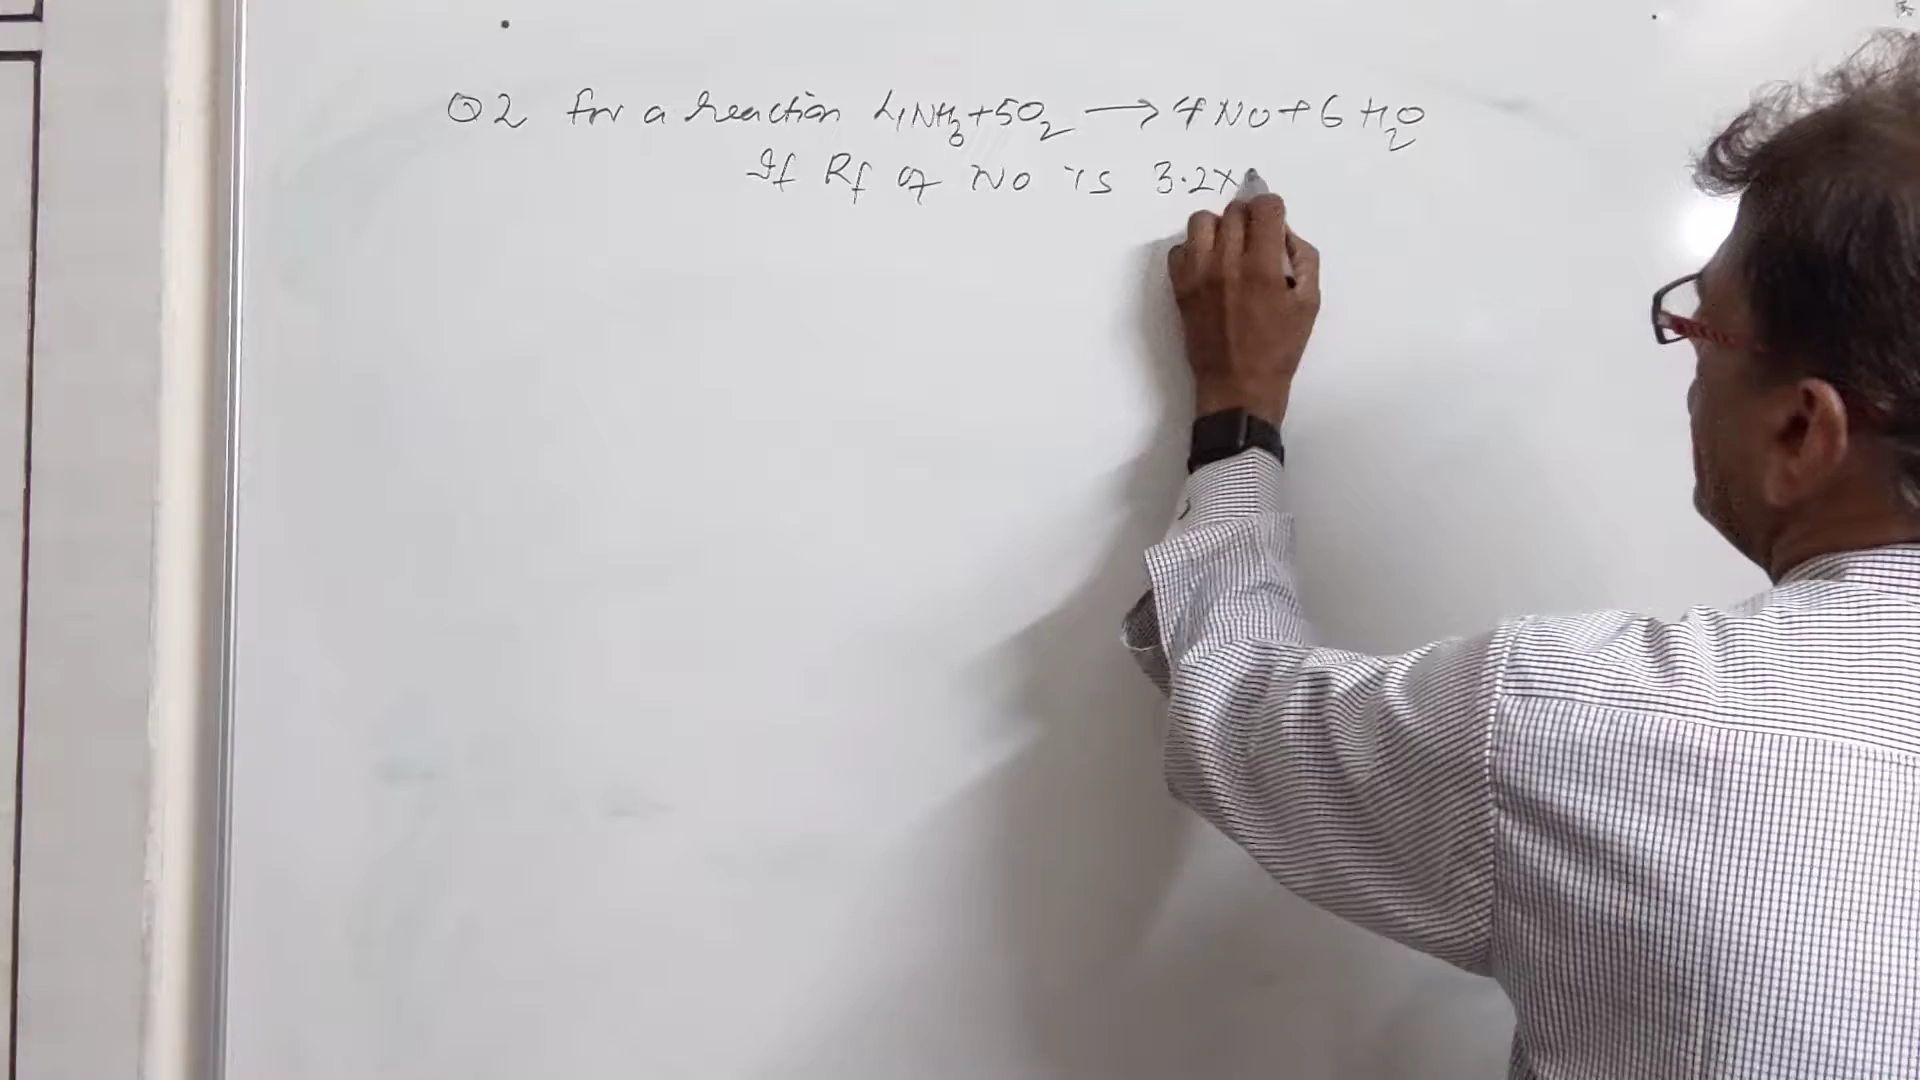 Q2 for a reaction 4NH₃+5O₂ → 4NO+6H₂O
If Rf of NO is 3.2×